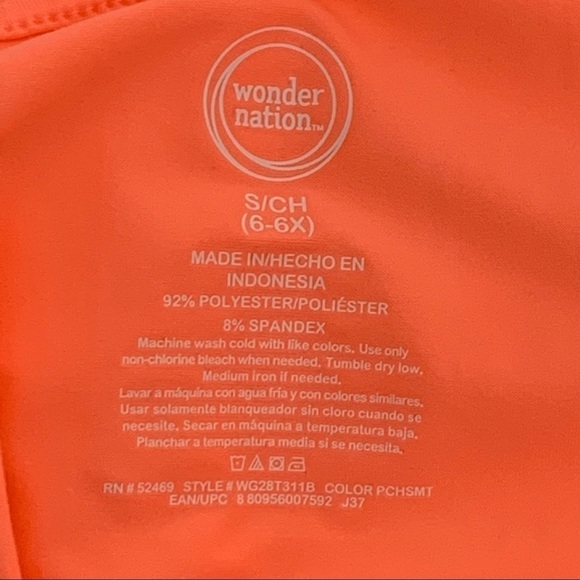 wonder
nation™
S/CH
(6-6X)
MADE IN/HECHO EN
INDONESIA
92% POLYESTER/POLIÉSTER
8% SPANDEX
Machine wash cold with like colors. Use only
non-chlorine bleach when needed. Tumble dry low.
Medium iron if needed.
Lavar a máquina con agua fría y con colores similares.
Usar solamente blanqueador sin cloro cuando se
necesite. Secar en máquina a temperatura baja.
Planchar a temperatura media si se necesita.
RN # 52469 STYLE # WG28T311B COLOR PCHSMT
EAN/UPC 8 80956007592 J37